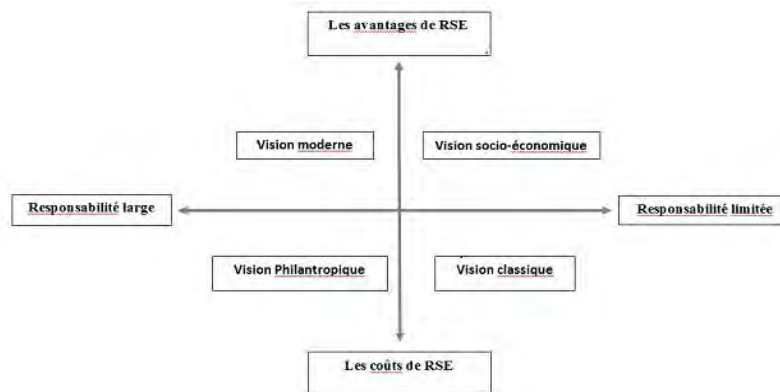 Les avantages de RSE
Vision moderne
Vision socio-économique
Responsabilité large
Responsabilité limitée
Vision Philantropique
Vision classique
Les coûts de RSE